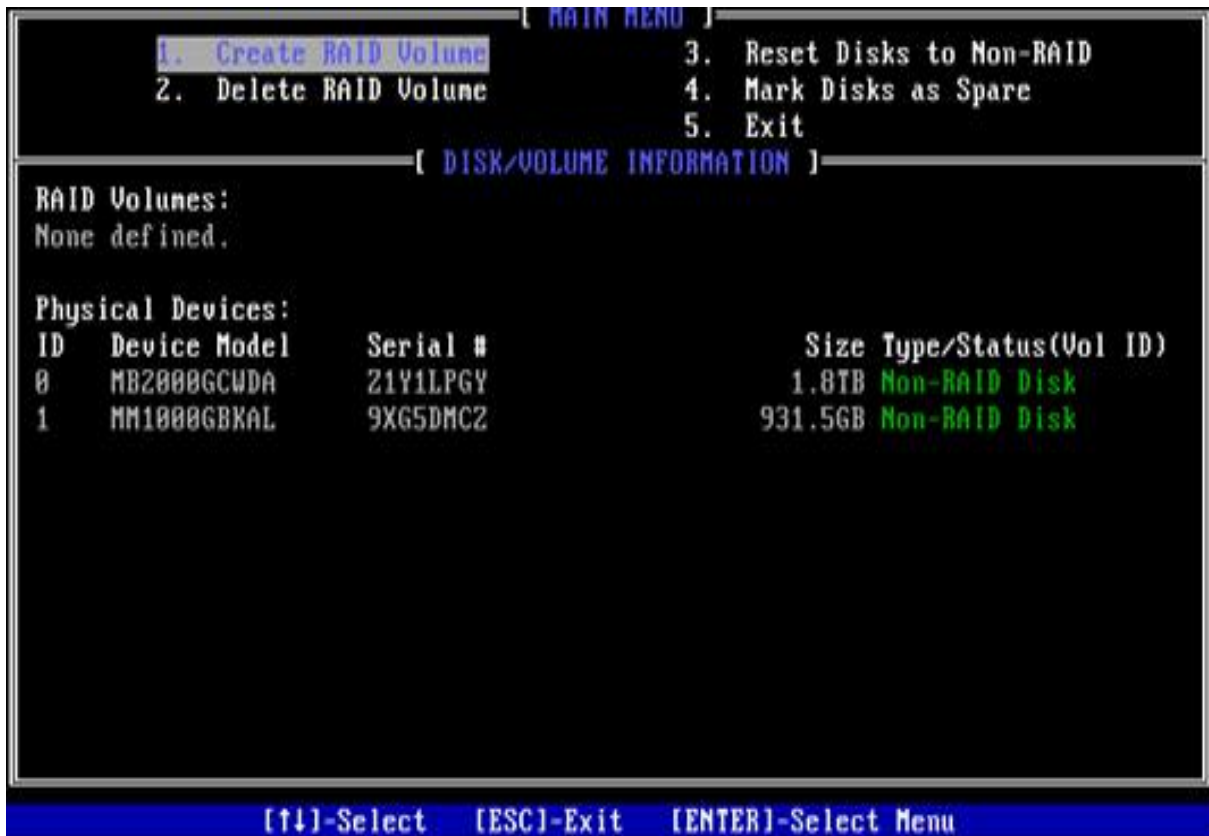 [ MAIN MENU ]
1. Create RAID Volume
2. Delete RAID Volume
3. Reset Disks to Non-RAID
4. Mark Disks as Spare
5. Exit
[ DISK/VOLUME INFORMATION ]
RAID Volumes:
None defined.
Physical Devices:
ID Device Model Serial # Size Type/Status(Vol ID)
0 MB2000GCWDA Z1Y1LPGY 1.8TB Non-RAID Disk
1 MM1000GBKAL 9XG5DMCZ 931.5GB Non-RAID Disk
[↑↓]-Select [ESC]-Exit [ENTER]-Select Menu